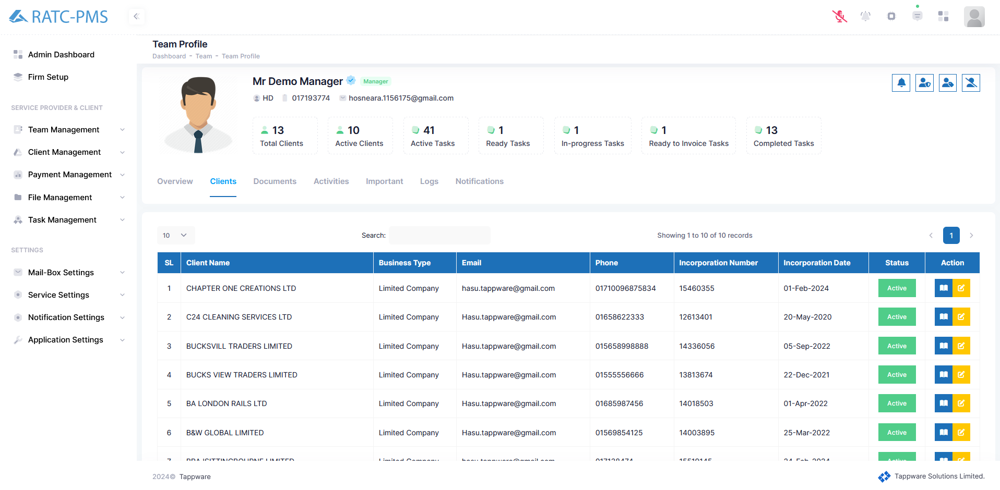 RATC-PMS
Team Profile
Dashboard - Team - Team Profile
Admin Dashboard
Firm Setup
SERVICE PROVIDER & CLIENT
Team Management
Client Management
Payment Management
File Management
Task Management
SETTINGS
Mail-Box Settings
Service Settings
Notification Settings
Application Settings
Mr Demo Manager Manager
HD 017193774 hosneara.1156175@gmail.com
13 10 41 1 1 1 13
Total Clients Active Clients Active Tasks Ready Tasks In-progress Tasks Ready to Invoice Tasks Completed Tasks
Overview Clients Documents Activities Important Logs Notifications
10 Search: Showing 1 to 10 of 10 records 1
SL Client Name Business Type Email Phone Incorporation Number Incorporation Date Status Action
1 CHAPTER ONE CREATIONS LTD Limited Company hasu.tappware@gmail.com 01710096875834 15460355 01-Feb-2024 Active
2 C24 CLEANING SERVICES LTD Limited Company Hasu.tappware@gmail.com 01658622333 12613401 20-May-2020 Active
3 BUCKSVILL TRADERS LIMITED Limited Company Hasu.tappware@gmail.com 015658998888 14336056 05-Sep-2022 Active
4 BUCKS VIEW TRADERS LIMITED Limited Company Hasu.tappware@gmail.com 01555556666 13813674 22-Dec-2021 Active
5 BA LONDON RAILS LTD Limited Company Hasu.tappware@gmail.com 01685987456 14018503 01-Apr-2022 Active
6 B&W GLOBAL LIMITED Limited Company Hasu.tappware@gmail.com 01569854125 14003895 25-Mar-2022 Active
7 Limited Company hasu.tappware@gmail.com Active
2024© Tappware
Tappware Solutions Limited.